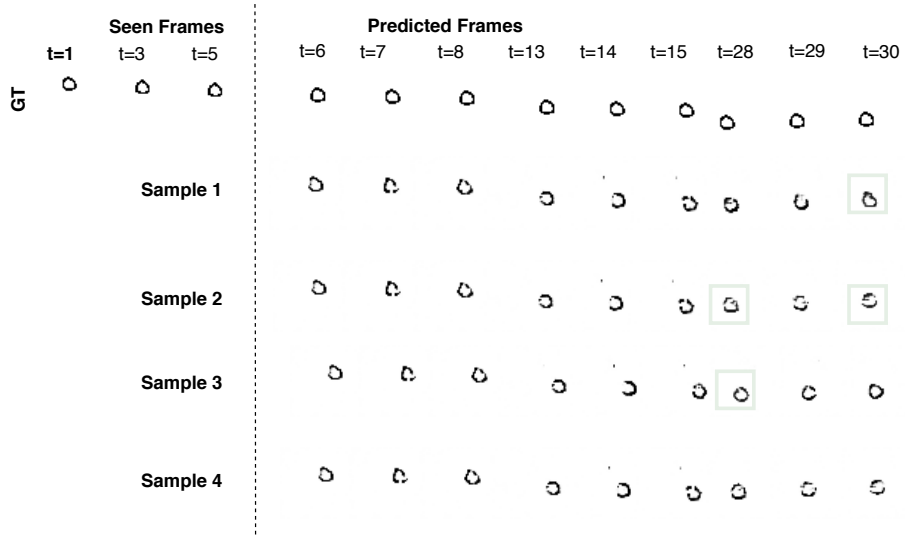 Seen Frames Predicted Frames
t=1 t=3 t=5 t=6 t=7 t=8 t=13 t=14 t=15 t=28 t=29 t=30
GT
Sample 1
Sample 2
Sample 3
Sample 4